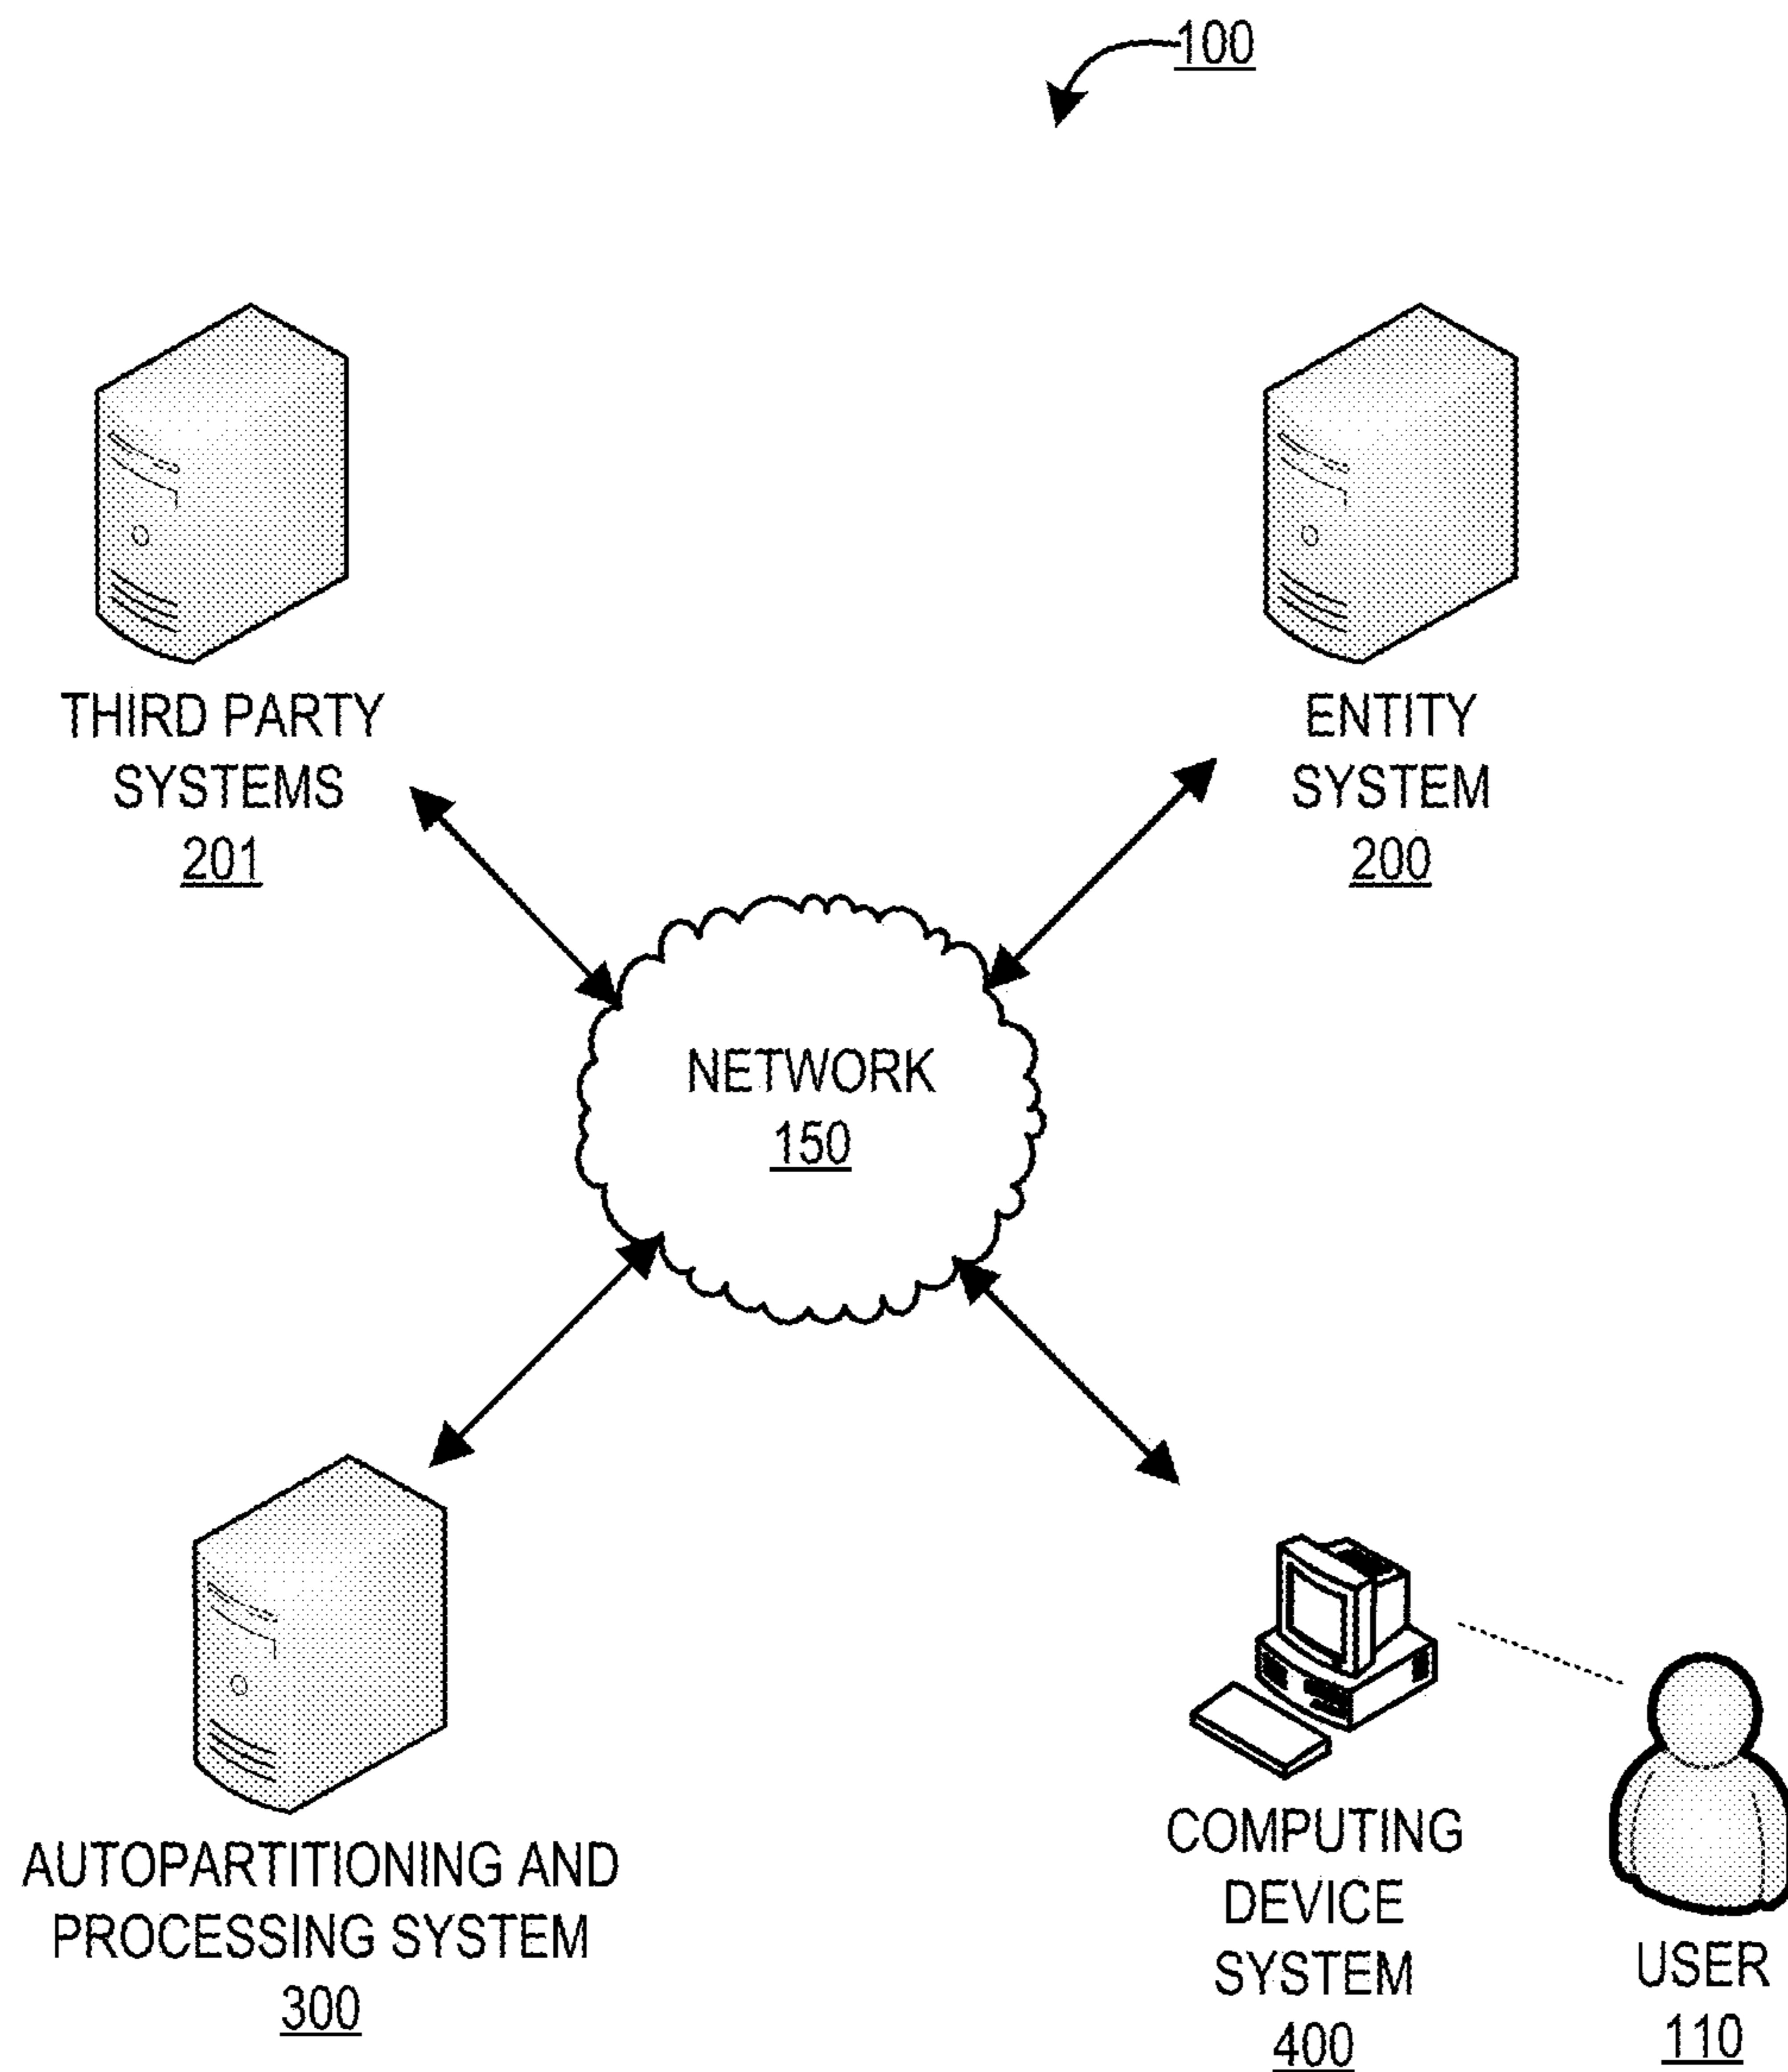 100
THIRD PARTY
SYSTEMS
201
ENTITY
SYSTEM
200
NETWORK
150
AUTOPARTITIONING AND
PROCESSING SYSTEM
300
COMPUTING
DEVICE
SYSTEM
400
USER
110